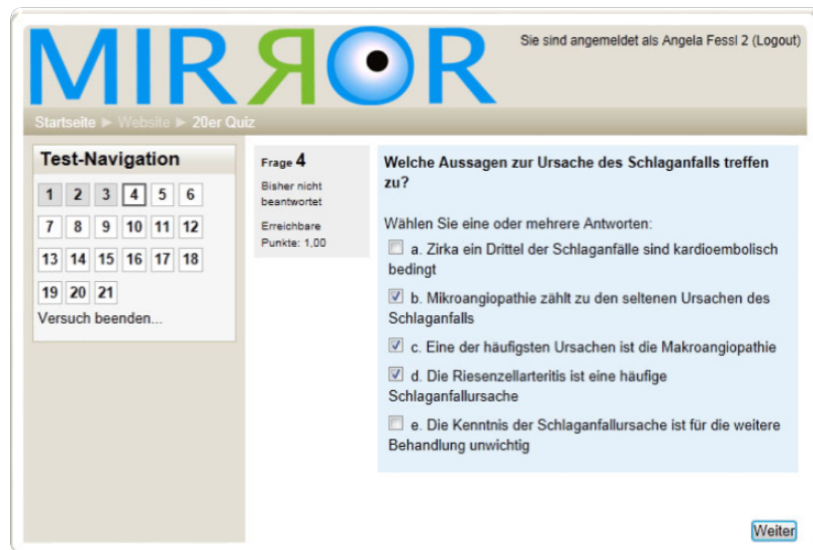 MIRROR
Sie sind angemeldet als Angela Fessl 2 (Logout)
Startseite ► Website ► 20er Quiz
Test-Navigation
1 2 3 4 5 6
7 8 9 10 11 12
13 14 15 16 17 18
19 20 21
Versuch beenden...
Frage 4
Bisher nicht
beantwortet
Erreichbare
Punkte: 1,00
Welche Aussagen zur Ursache des Schlaganfalls treffen
zu?
Wählen Sie eine oder mehrere Antworten:
a. Zirka ein Drittel der Schlaganfälle sind kardioembolisch
bedingt
b. Mikroangiopathie zählt zu den seltenen Ursachen des
Schlaganfalls
c. Eine der häufigsten Ursachen ist die Makroangiopathie
d. Die Riesenzellarteritis ist eine häufige
Schlaganfallursache
e. Die Kenntnis der Schlaganfallursache ist für die weitere
Behandlung unwichtig
Weiter